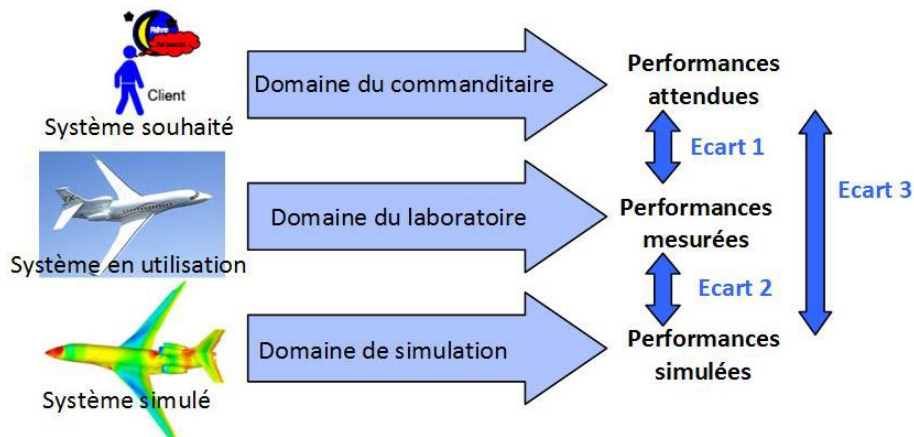 Rêve
Client
Système souhaité
Domaine du commanditaire
Performances
attendues
Ecart 1
Système en utilisation
Domaine du laboratoire
Performances
mesurées
Ecart 3
Ecart 2
Système simulé
Domaine de simulation
Performances
simulées